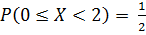 P(0 ≤ X < 2) = 1/2